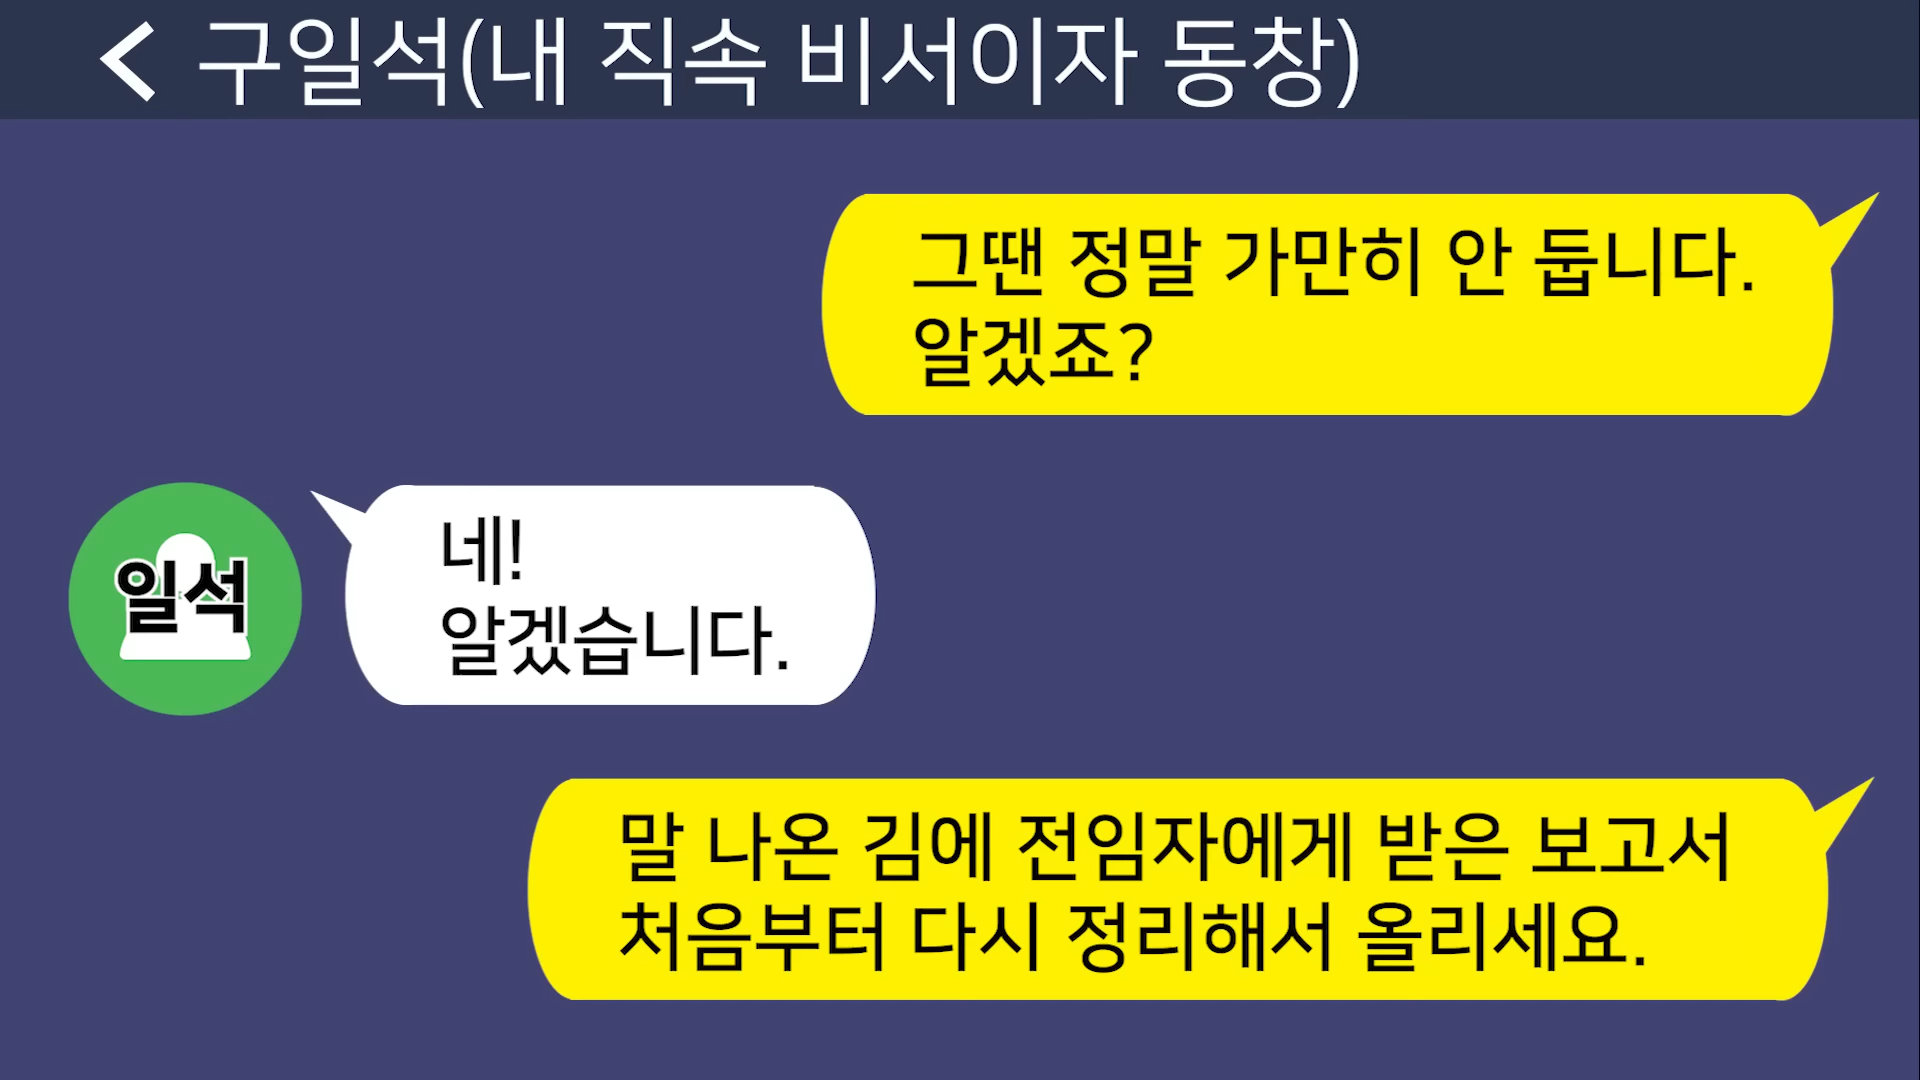 구일석(내 직속 비서이자 동창)
그땐 정말 가만히 안 둡니다.
알겠죠?
일석
네!
알겠습니다.
말 나온 김에 전임자에게 받은 보고서
처음부터 다시 정리해서 올리세요.